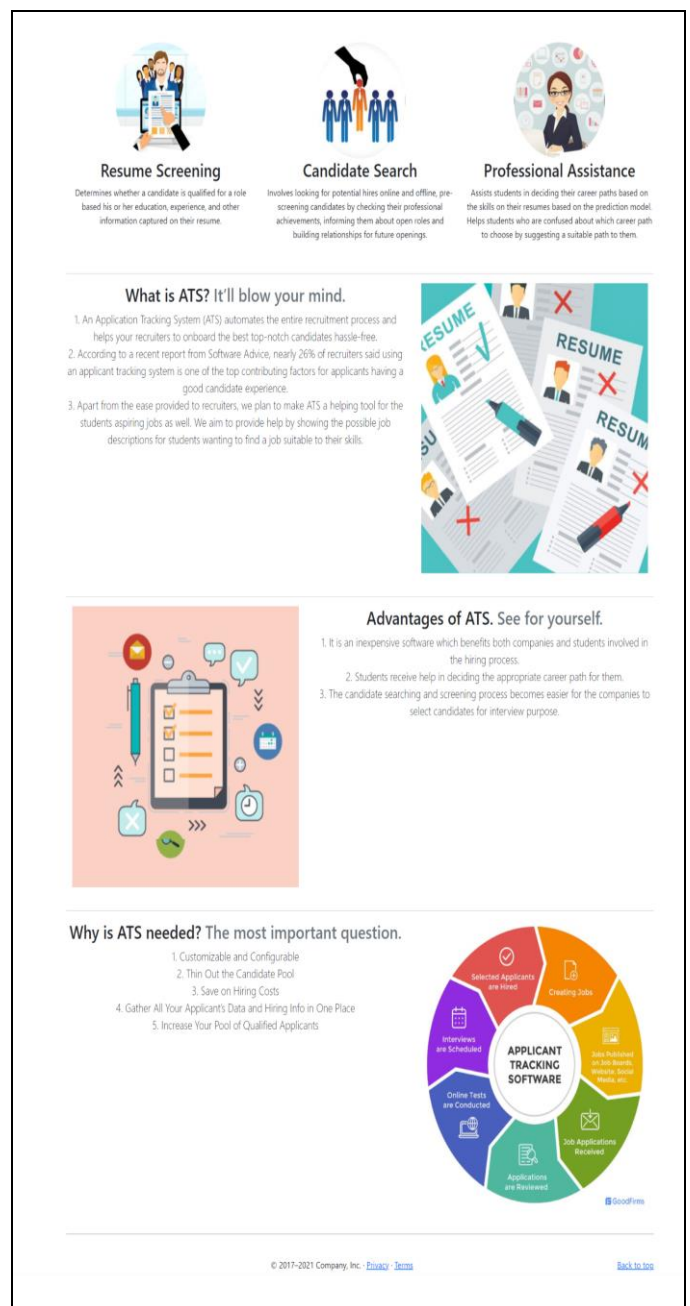 Resume Screening
Determines whether a candidate is qualified for a role
based his or her education, experience, and other
information captured on their resume.
Candidate Search
Involves looking for potential hires online and offline, pre-
screening candidates by checking their professional
achievements, informing them about open roles and
building relationships for future openings.
Professional Assistance
Assists students in deciding their career paths based on
the skills on their resumes based on the prediction model.
Helps students who are confused about which career path
to choose by suggesting a suitable path to them.
What is ATS? It'll blow your mind.
1. An Application Tracking System (ATS) automates the entire recruitment process and
helps your recruiters to onboard the best top-notch candidates hassle-free.
2. According to a recent report from Software Advice, nearly 26% of recruiters said using
an applicant tracking system is one of the top contributing factors for applicants having a
good candidate experience.
3. Apart from the ease provided to recruiters, we plan to make ATS a helping tool for the
students aspiring jobs as well. We aim to provide help by showing the possible job
descriptions for students wanting to find a job suitable to their skills.
RESUME
RESUME
RESUM
SU
Advantages of ATS. See for yourself.
1. It is an inexpensive software which benefits both companies and students involved in
the hiring process.
2. Students receive help in deciding the appropriate career path for them.
3. The candidate searching and screening process becomes easier for the companies to
select candidates for interview purpose.
Why is ATS needed? The most important question.
1. Customizable and Configurable
2. Thin Out the Candidate Pool
3. Save on Hiring Costs
4. Gather All Your Applicant's Data and Hiring Info in One Place
5. Increase Your Pool of Qualified Applicants
APPLICANT
TRACKING
SOFTWARE
Creating Jobs
Jobs Published
on Job Boards,
Website, Social
Media, etc.
Job Applications
Received
Applications
are Reviewed
Online Tests
are Conducted
Interviews
are Scheduled
Selected Applicants
are Hired
GoodFirms
© 2017–2021 Company, Inc. · Privacy · Terms
Back to top